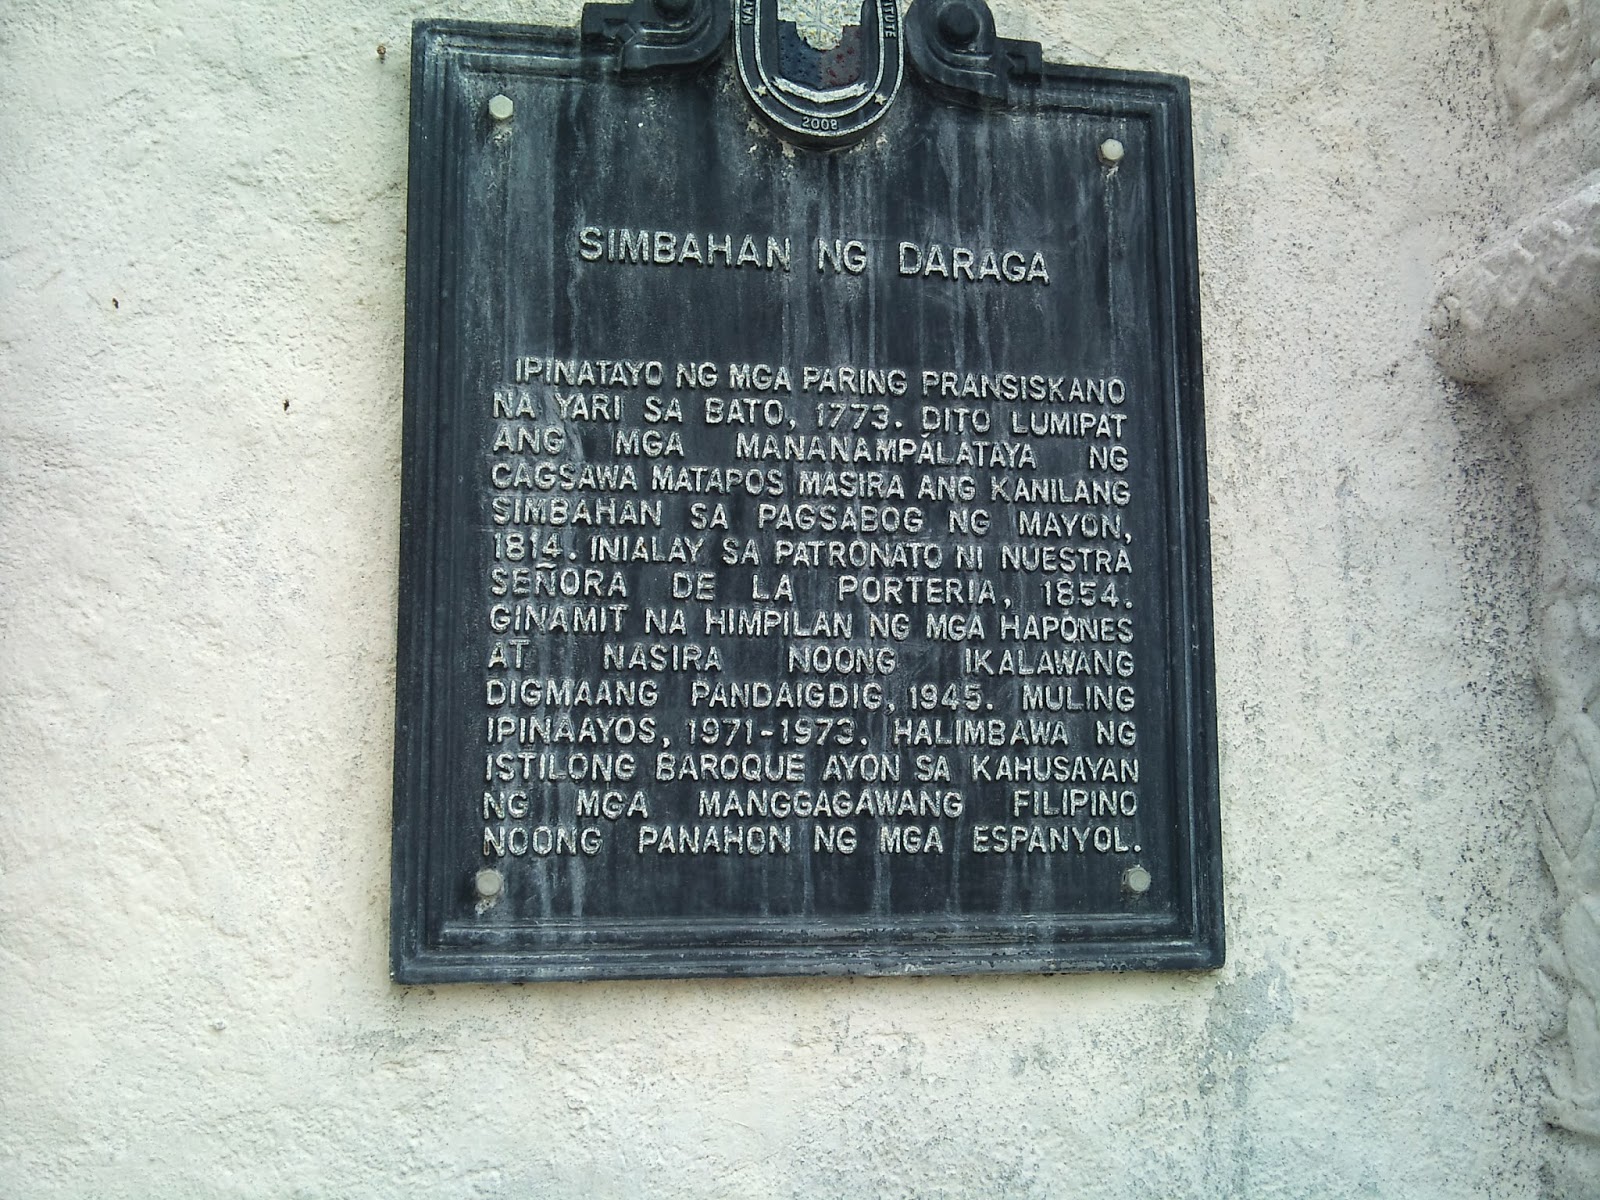 2008
SIMBAHAN NG DARAGA
IPINATAYO NG MGA PARING PRANSISKANO
NA YARI SA BATO, 1773. DITO LUMIPAT
ANG MGA MANANAMPÁLATAYA NG
CAGSAWA MATAPOS MASIRA ANG KANILANG
SIMBAHAN SA PAGSABOG NG MAYON,
1814. INIALAY SA PATRONATO NI NUESTRA
SEÑORA DE LA PORTERIA, 1854.
GINAMIT NA HIMPILAN NG MGA HAPÓNES
AT NASIRA NOONG IKALAWANG
DIGMAANG PANDAIGDIG, 1945. MULING
IPINAAYOS, 1971-1973. HALIMBAWA NG
ISTILONG BAROQUE AYON SA KAHUSAYAN
NG MGA MANGGAGAWANG FILIPINO
NOONG PANAHON NG MGA ESPANYOL.